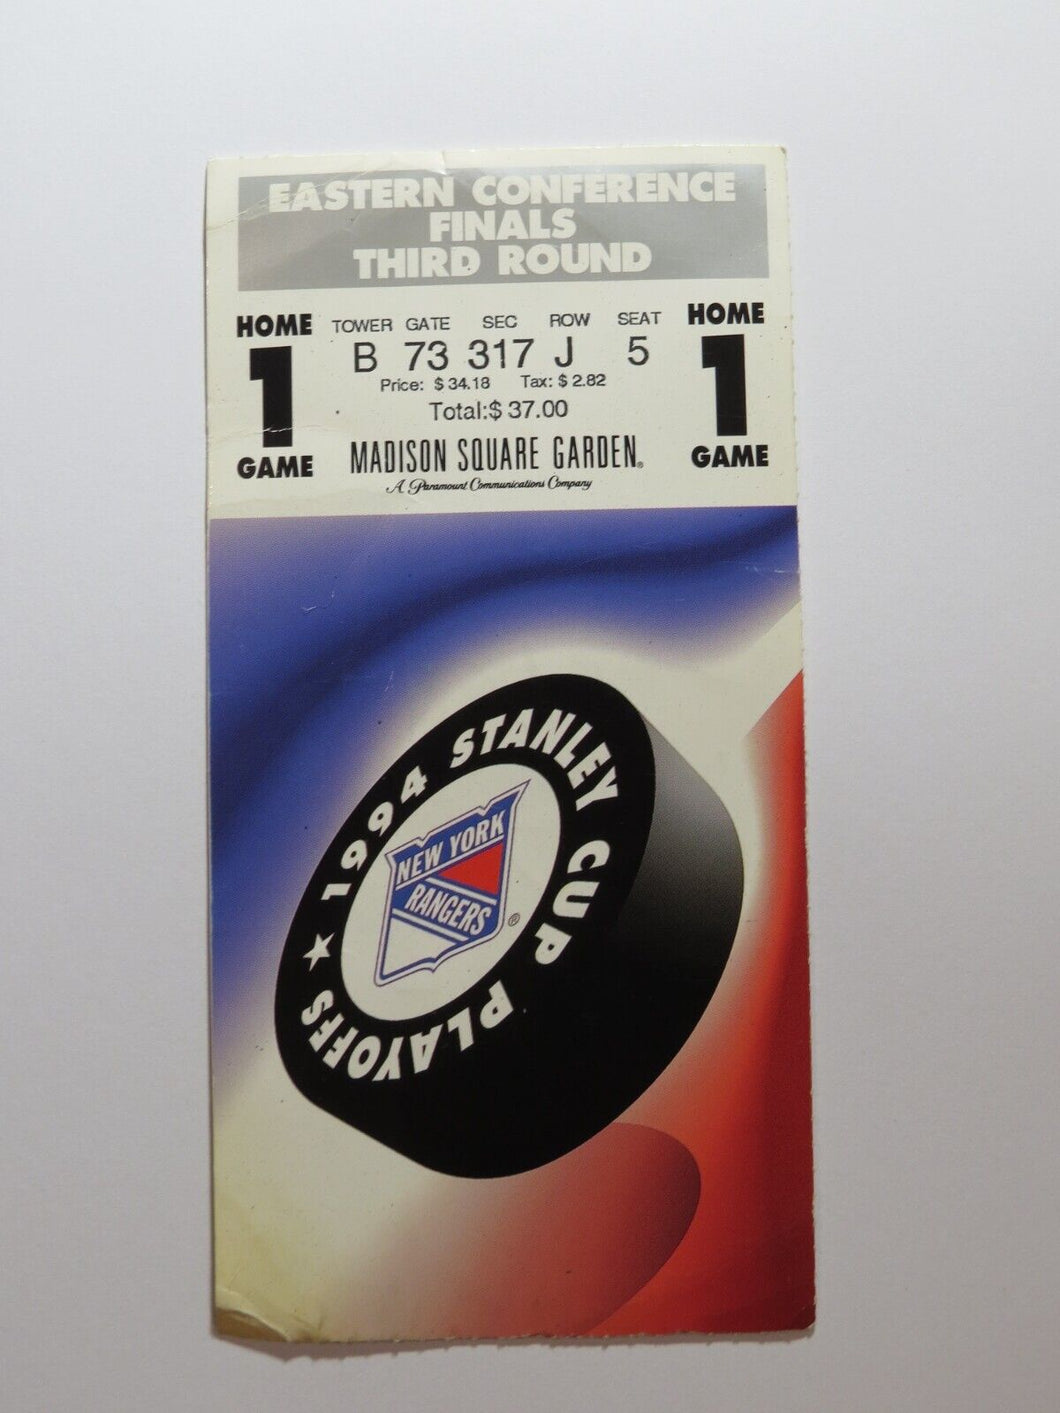 EASTERN CONFERENCE
FINALS
THIRD ROUND
HOME
1
GAME
TOWER GATE SEC ROW SEAT
B 73 317 J 5
Price: $ 34.18 Tax: $ 2.82
Total:$ 37.00
MADISON SQUARE GARDEN®
A Paramount Communications Company
HOME
1
GAME
1994 STANLEY CUP PLAYOFFS ★
NEW YORK
RANGERS
®